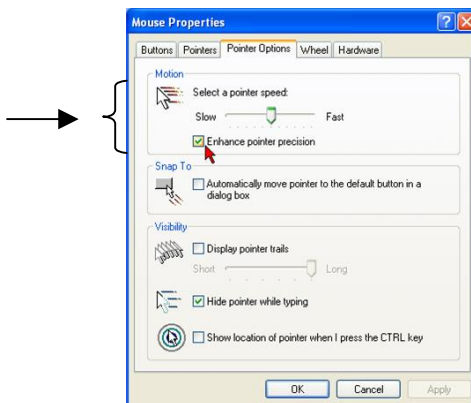 Mouse Properties
Buttons Pointers Pointer Options Wheel Hardware
Motion
Select a pointer speed:
Slow Fast
Enhance pointer precision
Snap To
Automatically move pointer to the default button in a
dialog box
Visibility
Display pointer trails
Short Long
Hide pointer while typing
Show location of pointer when I press the CTRL key
OK Cancel Apply